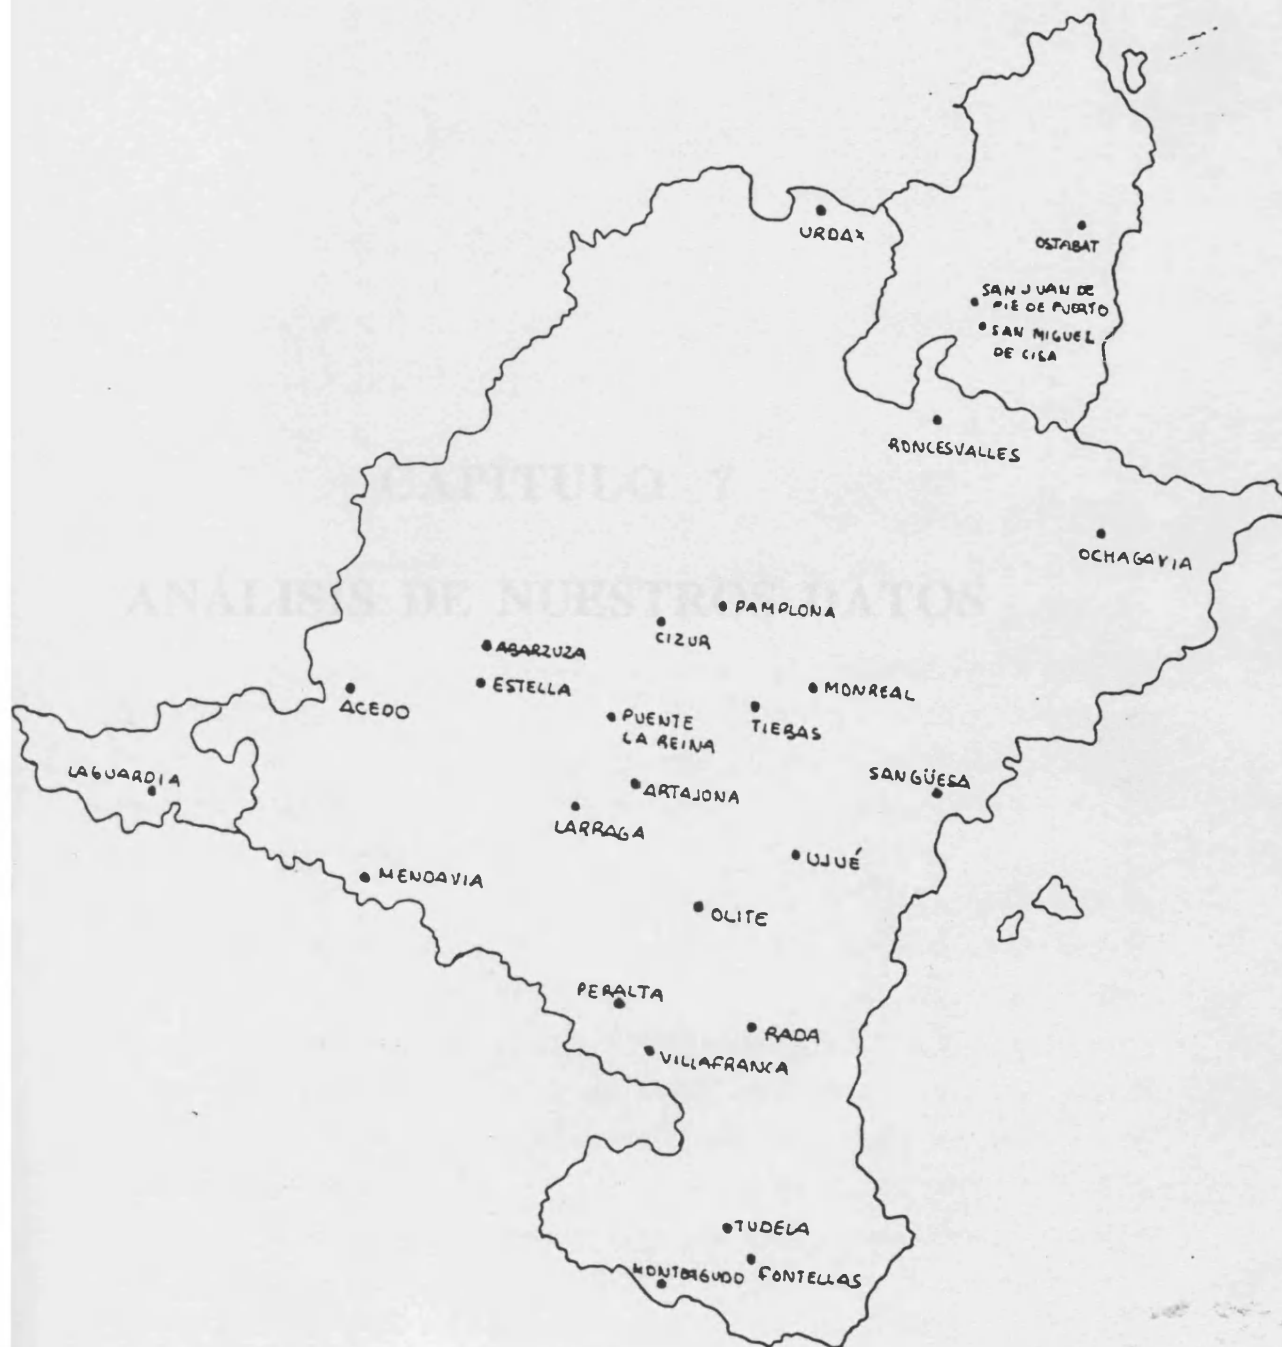 URDAX
OSTABAT
SAN JUAN DE
PIE DE PUERTO
SAN MIGUEL
DE CISA
RONCESVALLES
CAPÍTULO 7
OCHAGAVIA
ANÁLISIS DE NUESTROS DATOS
PAMPLONA
CIZUR
ABARZUZA
ESTELLA
MONREAL
ACEDO
PUENTE
LA REINA
TIEBAS
LAGUARDIA
SANGÜESA
ARTAJONA
LARRAGA
UJUÉ
MENDAVIA
OLITE
PERALTA
RADA
VILLAFRANCA
TUDELA
MONTEAGUDO
FONTELLAS